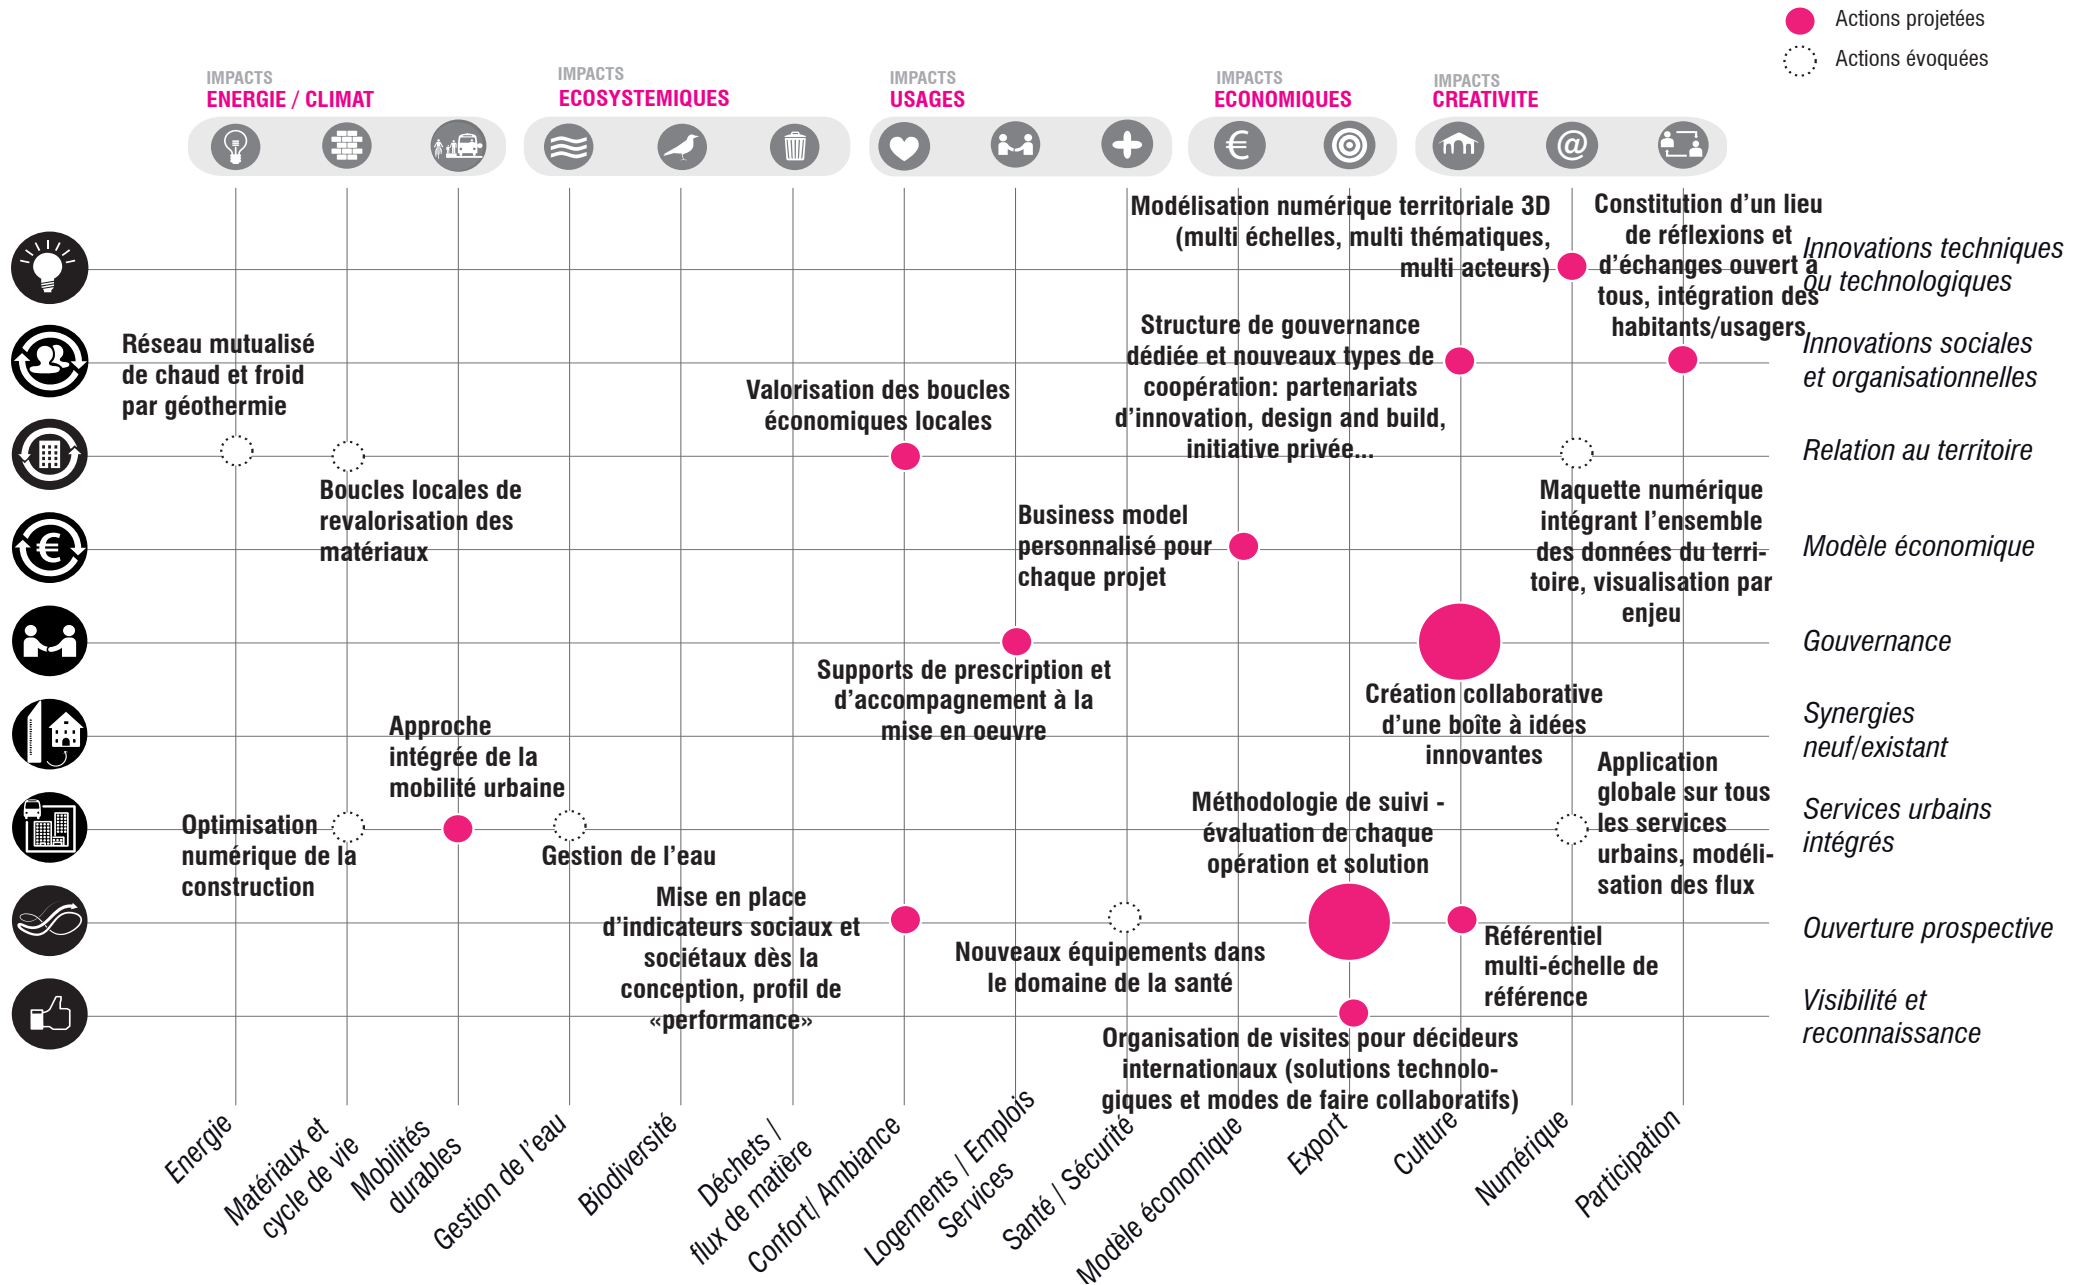 Actions projetées
Actions évoquées
IMPACTS
ENERGIE / CLIMAT
IMPACTS
ECOSYSTEMIQUES
IMPACTS
USAGES
IMPACTS
ECONOMIQUES
IMPACTS
CREATIVITE
Modélisation numérique territoriale 3D
(multi échelles, multi thématiques,
multi acteurs)
Constitution d’un lieu
de réflexions et
d’échanges ouvert à
tous, intégration des
habitants/usagers
Innovations techniques
ou technologiques
Réseau mutualisé
de chaud et froid
par géothermie
Valorisation des boucles
économiques locales
Structure de gouvernance
dédiée et nouveaux types de
coopération: partenariats
d’innovation, design and build,
initiative privée...
Innovations sociales
et organisationnelles
Relation au territoire
Boucles locales de
revalorisation des
matériaux
Business model
personnalisé pour
chaque projet
Maquette numérique
intégrant l’ensemble
des données du terri-
toire, visualisation par
enjeu
Modèle économique
Gouvernance
Supports de prescription et
d’accompagnement à la
mise en oeuvre
Création collaborative
d’une boîte à idées
innovantes
Synergies
neuf/existant
Approche
intégrée de la
mobilité urbaine
Optimisation
numérique de la
construction
Gestion de l’eau
Méthodologie de suivi -
évaluation de chaque
opération et solution
Application
globale sur tous
les services
urbains, modéli-
sation des flux
Services urbains
intégrés
Mise en place
d’indicateurs sociaux et
sociétaux dès la
conception, profil de
«performance»
Nouveaux équipements dans
le domaine de la santé
Référentiel
multi-échelle de
référence
Ouverture prospective
Organisation de visites pour décideurs
internationaux (solutions technolo-
giques et modes de faire collaboratifs)
Visibilité et
reconnaissance
Energie
Matériaux et
cycle de vie
Mobilités
durables
Gestion de l’eau
Biodiversité
Déchets /
flux de matière
Confort/ Ambiance
Logements / Emplois
Services
Santé / Sécurité
Modèle économique
Export
Culture
Numérique
Participation